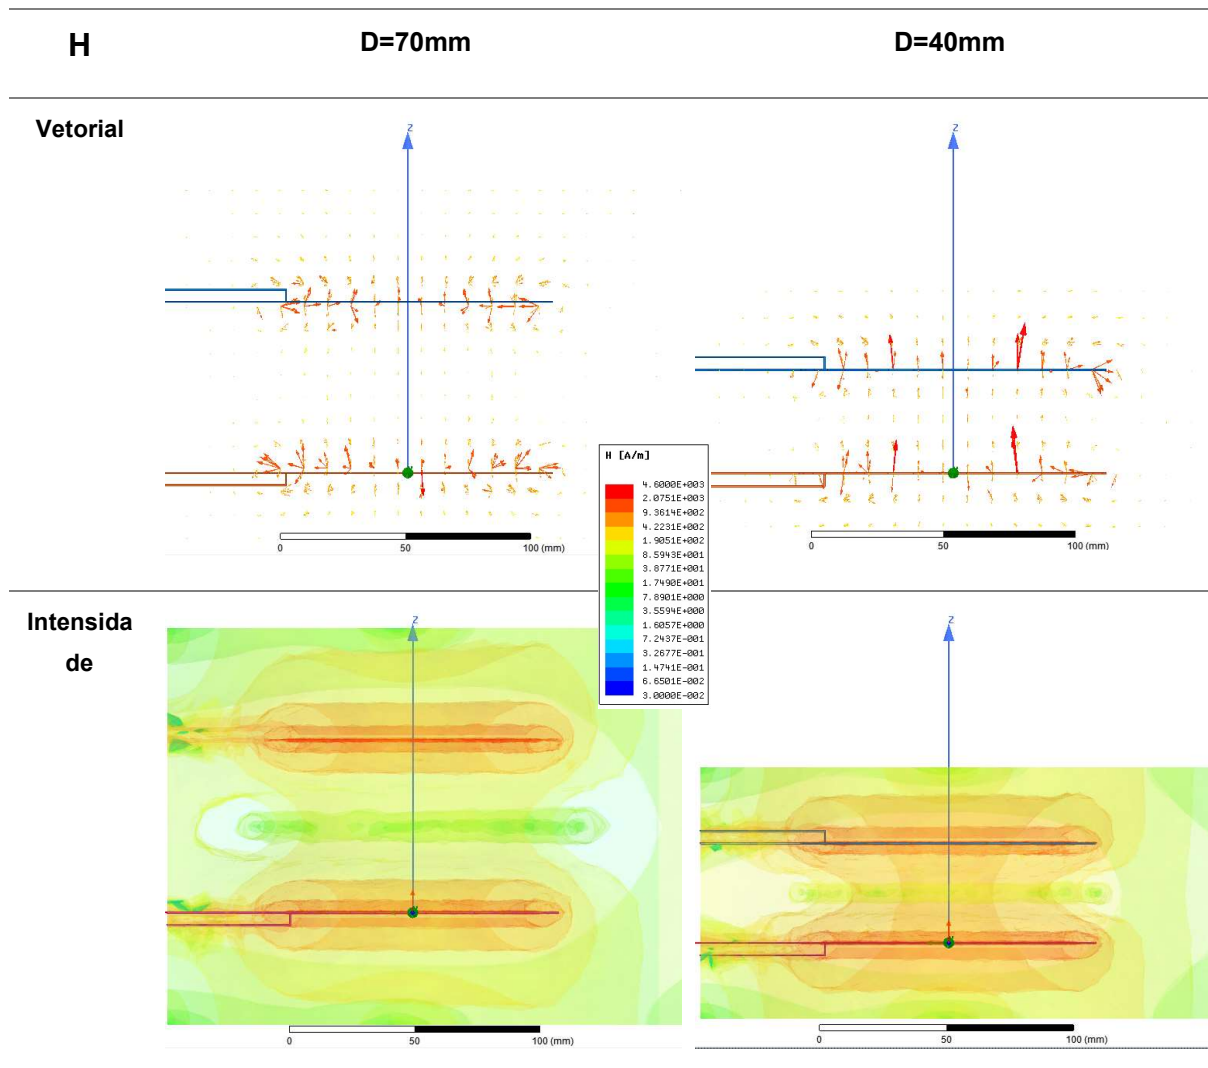 H D=70mm D=40mm
Vetorial
z z
0 50 100 (mm)
0 50 100 (mm)
H [A/m]
4.6000E+003
2.0751E+003
9.3614E+002
4.2231E+002
1.9051E+002
8.5943E+001
3.8771E+001
1.7490E+001
7.8901E+000
3.5594E+000
1.6057E+000
7.2437E-001
3.2677E-001
1.4741E-001
6.6501E-002
3.0000E-002
Intensida
de
z z
0 50 100 (mm)
0 50 100 (mm)